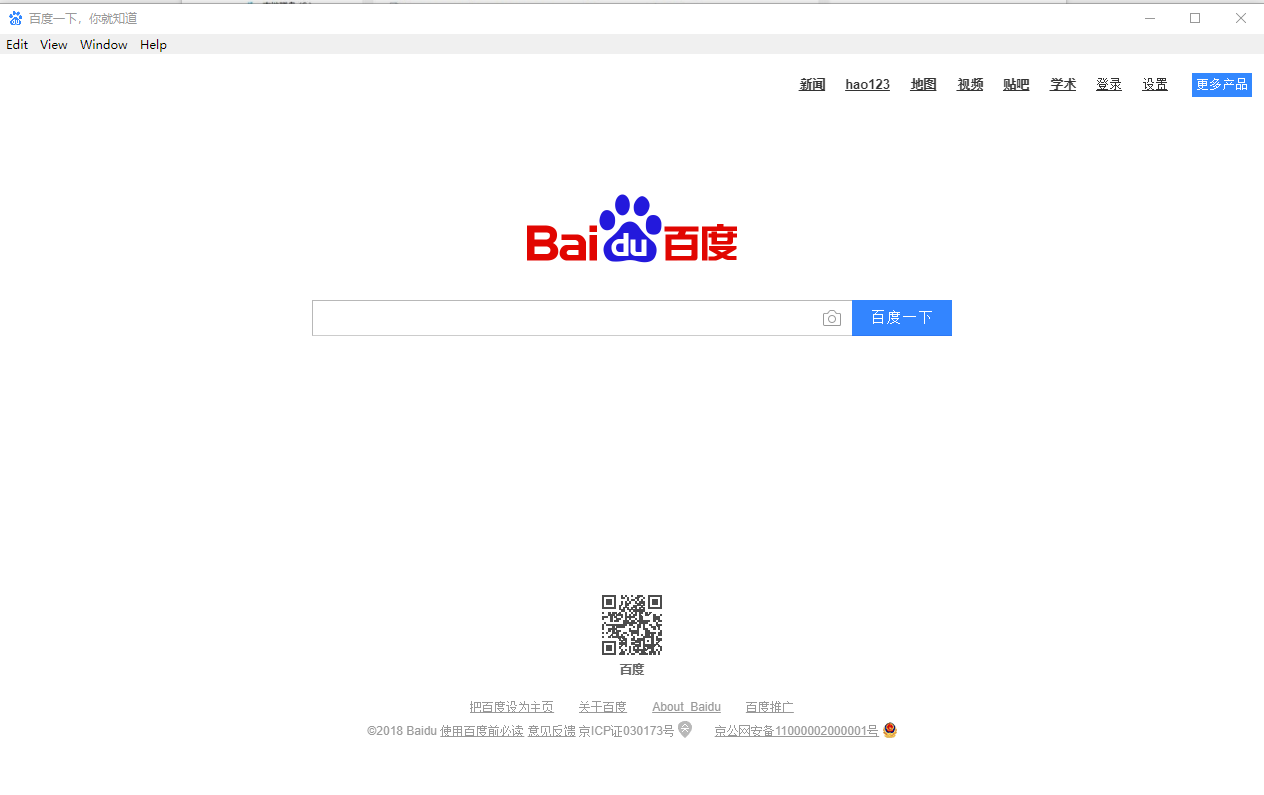 百度一下，你就知道
Edit View Window Help
新闻 hao123 地图 视频 贴吧 学术 登录 设置 更多产品
Bai du 百度
百度一下
百度
把百度设为主页 关于百度 About Baidu 百度推广
©2018 Baidu 使用百度前必读 意见反馈 京ICP证030173号 京公网安备11000002000001号